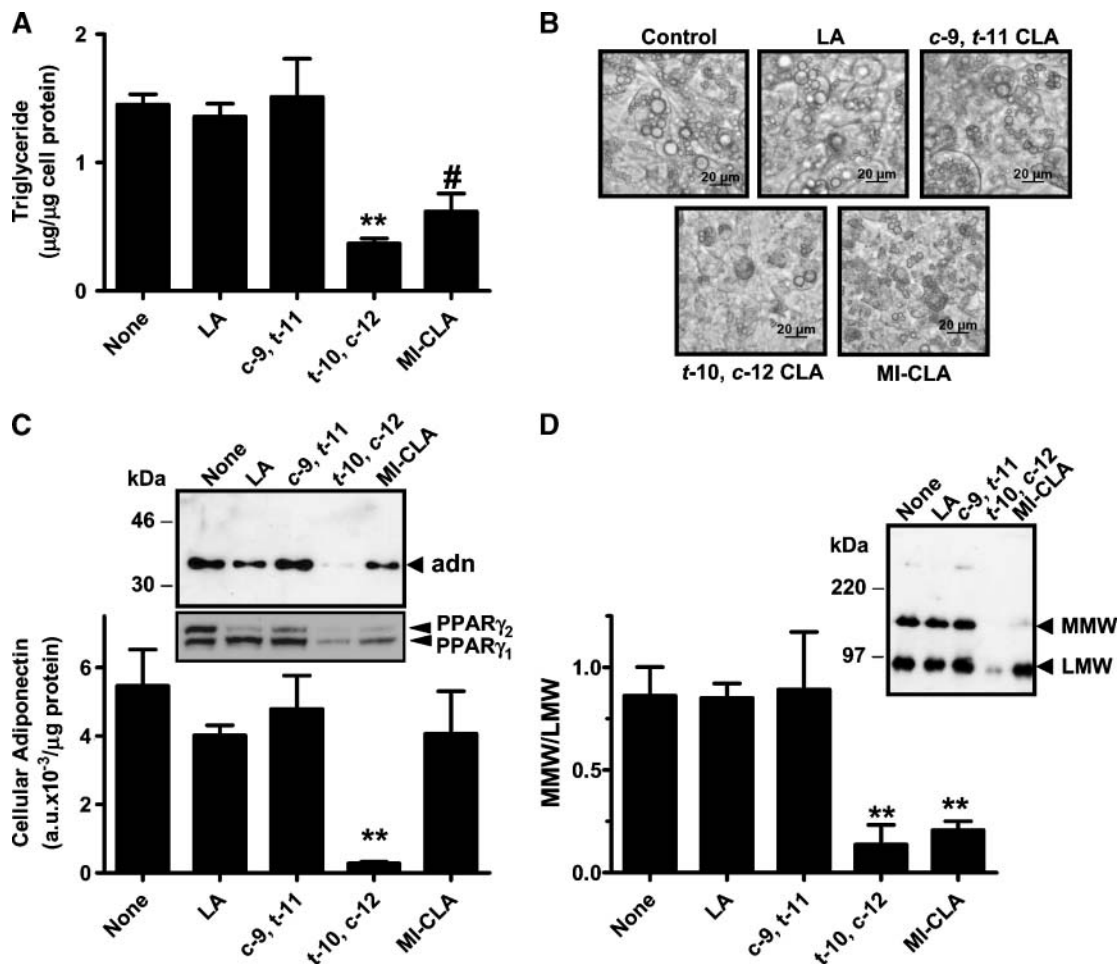 A
2
1
0
Triglyceride
(μg/μg cell protein)
**
#
None
LA
c-9, t-11
t-10, c-12
MI-CLA
B
Control
LA
c-9, t-11 CLA
20 μm
20 μm
20 μm
20 μm
20 μm
t-10, c-12 CLA
MI-CLA
C
None
LA
c-9, t-11
t-10, c-12
MI-CLA
kDa
46
30
adn
PPARγ2
PPARγ1
6
4
2
0
Cellular Adiponectin
(a.u.x10-3/μg protein)
**
None
LA
c-9, t-11
t-10, c-12
MI-CLA
D
None
LA
c-9, t-11
t-10, c-12
MI-CLA
kDa
220
97
MMW
LMW
1.0
0.5
0.0
MMW/LMW
**
**
None
LA
c-9, t-11
t-10, c-12
MI-CLA